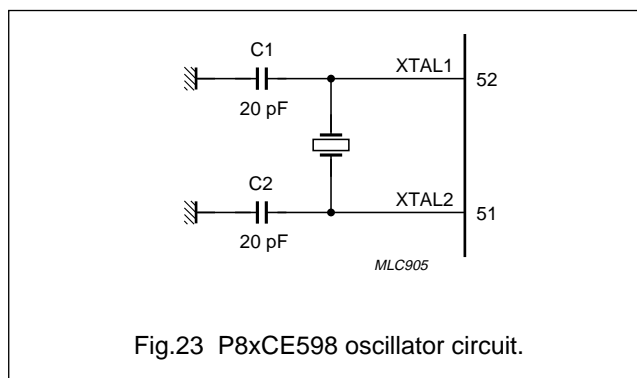 C1
XTAL1
52
20 pF
C2
XTAL2
51
20 pF
MLC905
Fig.23 P8xCE598 oscillator circuit.